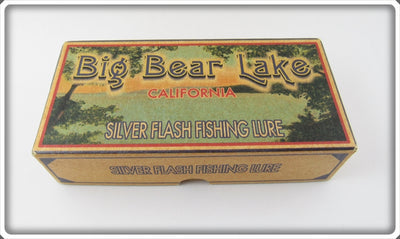 Big Bear Lake
CALIFORNIA
SILVER FLASH FISHING LURE
SILVER FLASH FISHING LURE